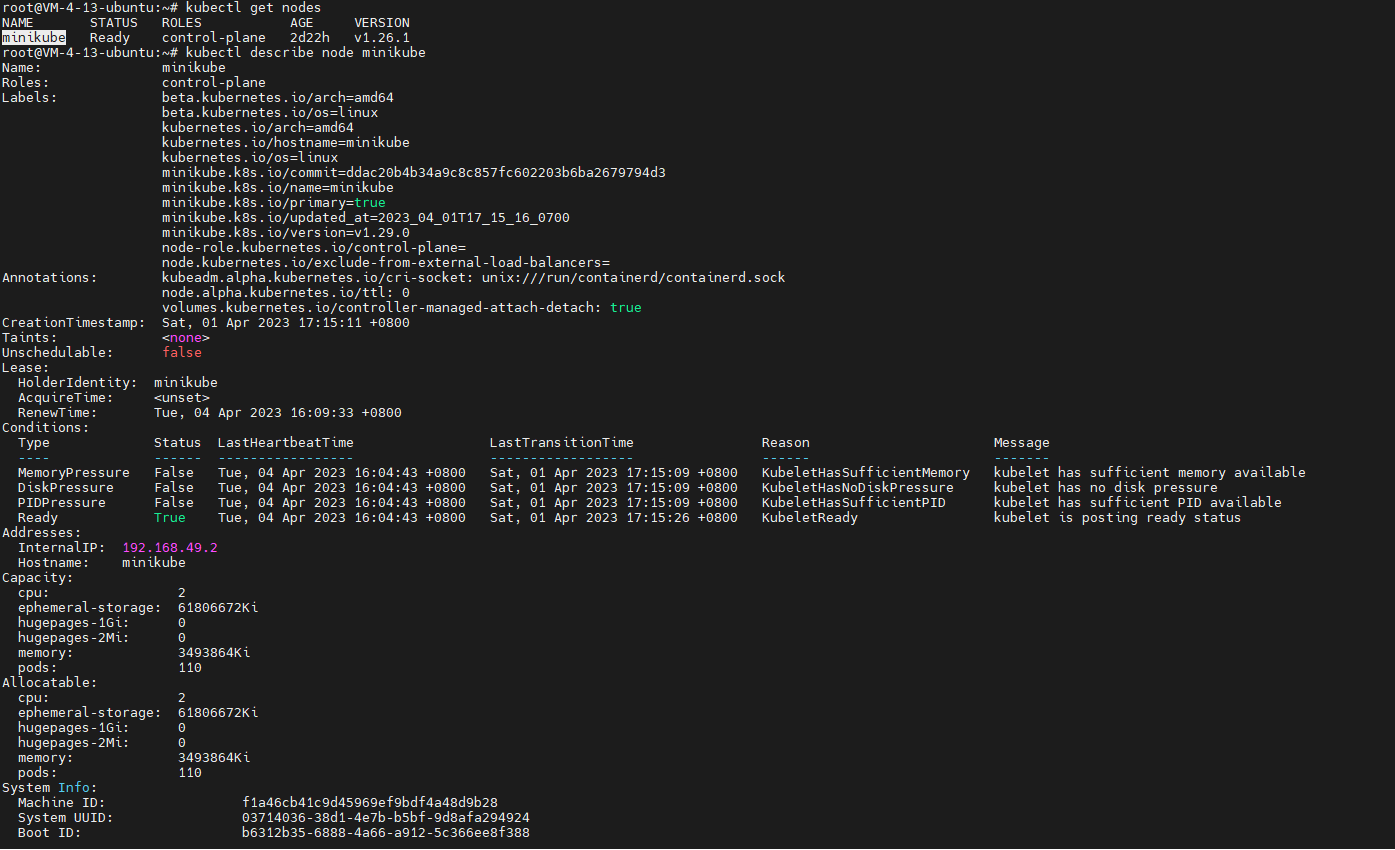 root@VM-4-13-ubuntu:~# kubectl get nodes
NAME       STATUS   ROLES           AGE     VERSION
minikube   Ready    control-plane   2d22h   v1.26.1
root@VM-4-13-ubuntu:~# kubectl describe node minikube
Name:               minikube
Roles:              control-plane
Labels:             beta.kubernetes.io/arch=amd64
                    beta.kubernetes.io/os=linux
                    kubernetes.io/arch=amd64
                    kubernetes.io/hostname=minikube
                    kubernetes.io/os=linux
                    minikube.k8s.io/commit=ddac20b4b34a9c8c857fc602203b6ba2679794d3
                    minikube.k8s.io/name=minikube
                    minikube.k8s.io/primary=true
                    minikube.k8s.io/updated_at=2023_04_01T17_15_16_0700
                    minikube.k8s.io/version=v1.29.0
                    node-role.kubernetes.io/control-plane=
                    node.kubernetes.io/exclude-from-external-load-balancers=
Annotations:        kubeadm.alpha.kubernetes.io/cri-socket: unix:///run/containerd/containerd.sock
                    node.alpha.kubernetes.io/ttl: 0
                    volumes.kubernetes.io/controller-managed-attach-detach: true
CreationTimestamp:  Sat, 01 Apr 2023 17:15:11 +0800
Taints:             <none>
Unschedulable:      false
Lease:
  HolderIdentity:  minikube
  AcquireTime:     <unset>
  RenewTime:       Tue, 04 Apr 2023 16:09:33 +0800
Conditions:
  Type             Status  LastHeartbeatTime                 LastTransitionTime                Reason                       Message
  ----             ------  -----------------                 ------------------                ------                       -------
  MemoryPressure   False   Tue, 04 Apr 2023 16:04:43 +0800   Sat, 01 Apr 2023 17:15:09 +0800   KubeletHasSufficientMemory   kubelet has sufficient memory available
  DiskPressure     False   Tue, 04 Apr 2023 16:04:43 +0800   Sat, 01 Apr 2023 17:15:09 +0800   KubeletHasNoDiskPressure     kubelet has no disk pressure
  PIDPressure      False   Tue, 04 Apr 2023 16:04:43 +0800   Sat, 01 Apr 2023 17:15:09 +0800   KubeletHasSufficientPID      kubelet has sufficient PID available
  Ready            True    Tue, 04 Apr 2023 16:04:43 +0800   Sat, 01 Apr 2023 17:15:26 +0800   KubeletReady                 kubelet is posting ready status
Addresses:
  InternalIP:  192.168.49.2
  Hostname:    minikube
Capacity:
  cpu:                2
  ephemeral-storage:  61806672Ki
  hugepages-1Gi:      0
  hugepages-2Mi:      0
  memory:             3493864Ki
  pods:               110
Allocatable:
  cpu:                2
  ephemeral-storage:  61806672Ki
  hugepages-1Gi:      0
  hugepages-2Mi:      0
  memory:             3493864Ki
  pods:               110
System Info:
  Machine ID:                 f1a46cb41c9d45969ef9bdf4a48d9b28
  System UUID:                03714036-38d1-4e7b-b5bf-9d8afa294924
  Boot ID:                    b6312b35-6888-4a66-a912-5c366ee8f388